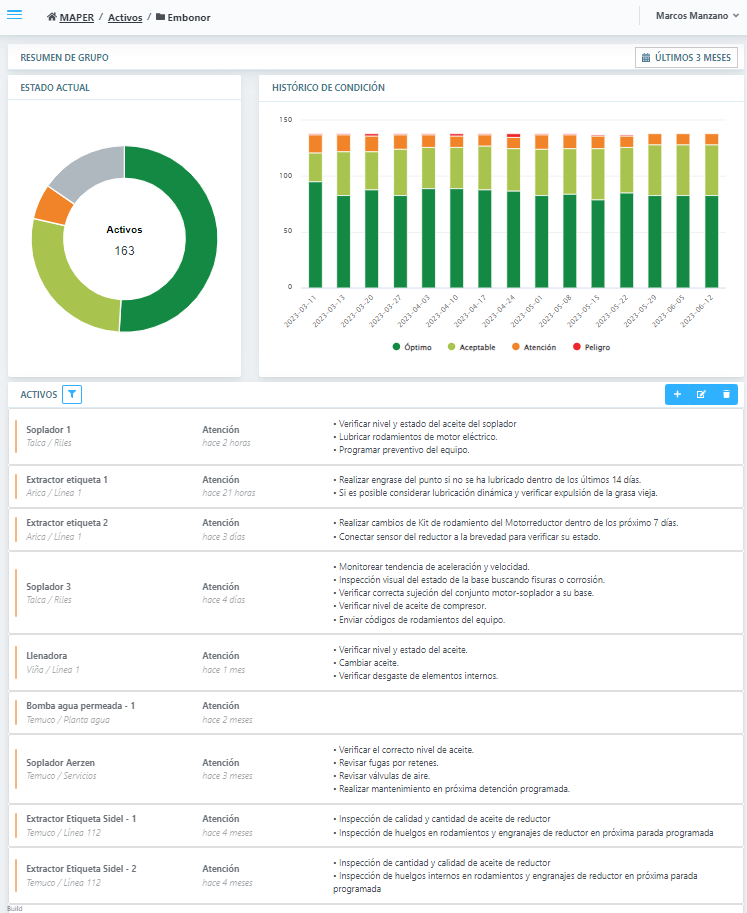 MAPER / Activos / Embonor
Marcos Manzano
RESUMEN DE GRUPO
ÚLTIMOS 3 MESES
ESTADO ACTUAL
Activos
163
HISTÓRICO DE CONDICIÓN
150
100
50
0
2023-03-11
2023-03-13
2023-03-20
2023-03-27
2023-04-03
2023-04-10
2023-04-17
2023-04-24
2023-05-01
2023-05-08
2023-05-15
2023-05-22
2023-05-29
2023-06-05
2023-06-12
Óptimo Aceptable Atención Peligro
ACTIVOS
Soplador 1
Talca / Riles
Atención
hace 2 horas
• Verificar nivel y estado del aceite del soplador
• Lubricar rodamientos de motor eléctrico.
• Programar preventivo del equipo.
Extractor etiqueta 1
Arica / Línea 1
Atención
hace 21 horas
• Realizar engrase del punto si no se ha lubricado dentro de los últimos 14 días.
• Si es posible considerar lubricación dinámica y verificar expulsión de la grasa vieja.
Extractor etiqueta 2
Arica / Línea 1
Atención
hace 3 días
• Realizar cambios de Kit de rodamiento del Motorreductor dentro de los próximo 7 días.
• Conectar sensor del reductor a la brevedad para verificar su estado.
Soplador 3
Talca / Riles
Atención
hace 4 días
• Monitorear tendencia de aceleración y velocidad.
• Inspección visual del estado de la base buscando fisuras o corrosión.
• Verificar correcta sujeción del conjunto motor-soplador a su base.
• Verificar nivel de aceite de compresor.
• Enviar códigos de rodamientos del equipo.
Llenadora
Viña / Línea 1
Atención
hace 1 mes
• Verificar nivel y estado del aceite.
• Cambiar aceite.
• Verificar desgaste de elementos internos.
Bomba agua permeada - 1
Temuco / Planta agua
Atención
hace 2 meses
Soplador Aerzen
Temuco / Servicios
Atención
hace 3 meses
• Verificar el correcto nivel de aceite.
• Revisar fugas por retenes.
• Revisar válvulas de aire.
• Realizar mantenimiento en próxima detención programada.
Extractor Etiqueta Sidel - 1
Temuco / Línea 112
Atención
hace 4 meses
• Inspección de calidad y cantidad de aceite de reductor
• Inspección de huelgos en rodamientos y engranajes de reductor en próxima parada programada
Extractor Etiqueta Sidel - 2
Temuco / Línea 112
Atención
hace 4 meses
• Inspección de cantidad y calidad de aceite de reductor
• Inspección de huelgos internos en rodamientos y engranajes de reductor en próxima parada
programada
Build